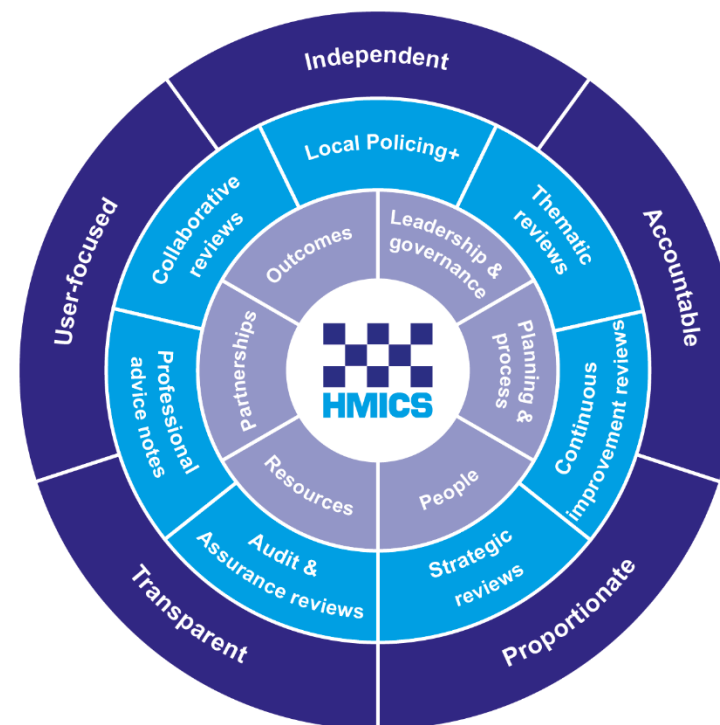 Independent
Accountable
Proportionate
Transparent
User-focused
Local Policing+
Thematic
reviews
Continuous
improvement reviews
Strategic
reviews
Audit &
Assurance reviews
Professional
advice notes
Collaborative
reviews
Leadership &
governance
Planning &
process
People
Resources
Partnerships
Outcomes
HMICS